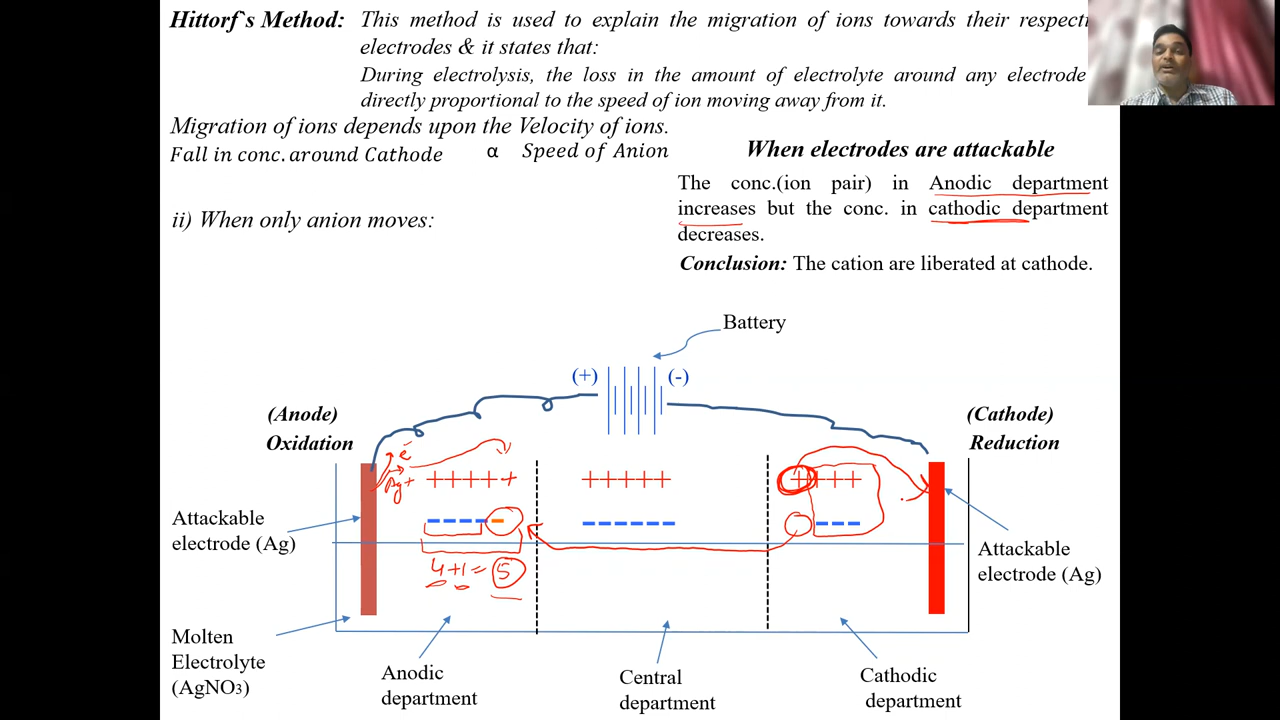 Hittorf`s Method: This method is used to explain the migration of ions towards their respecti
electrodes & it states that:
During electrolysis, the loss in the amount of electrolyte around any electrode
directly proportional to the speed of ion moving away from it.
Migration of ions depends upon the Velocity of ions.
Fall in conc. around Cathode α Speed of Anion
When electrodes are attackable
The conc.(ion pair) in Anodic department
increases but the conc. in cathodic department
decreases.
ii) When only anion moves:
Conclusion: The cation are liberated at cathode.
Battery
(+) (-)
(Anode)
Oxidation
(Cathode)
Reduction
e-
Ag+
+++++ +
+++++
++++
4+1=5
Attackable
electrode (Ag)
Attackable
electrode (Ag)
Molten
Electrolyte
(AgNO3)
Anodic
department
Central
department
Cathodic
department